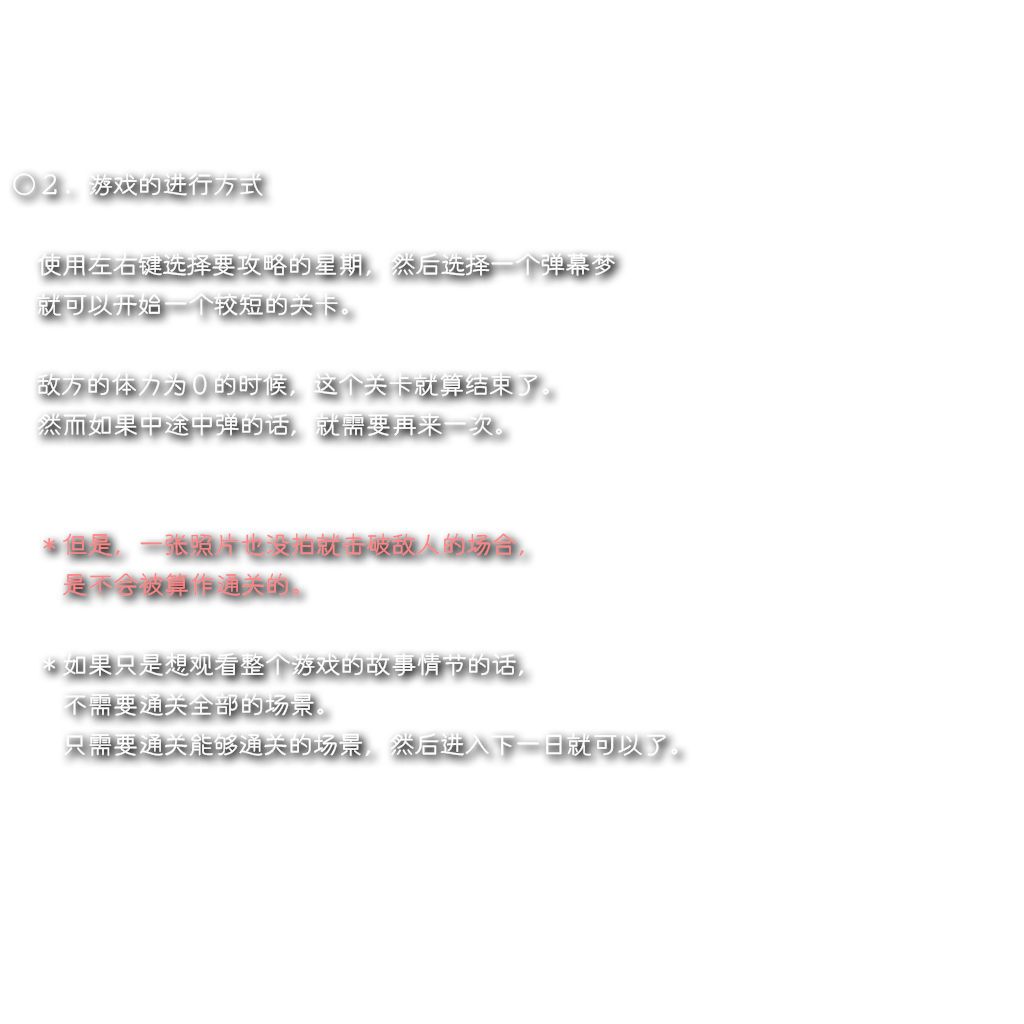 ○２．游戏的进行方式
使用左右键选择要攻略的星期，然后选择一个弹幕梦
就可以开始一个较短的关卡。
敌方的体力为０的时候，这个关卡就算结束了。
然而如果中途中弹的话，就需要再来一次。
＊但是，一张照片也没拍就击破敌人的场合，
是不会被算作通关的。
＊如果只是想观看整个游戏的故事情节的话，
不需要通关全部的场景。
只需要通关能够通关的场景，然后进入下一日就可以了。